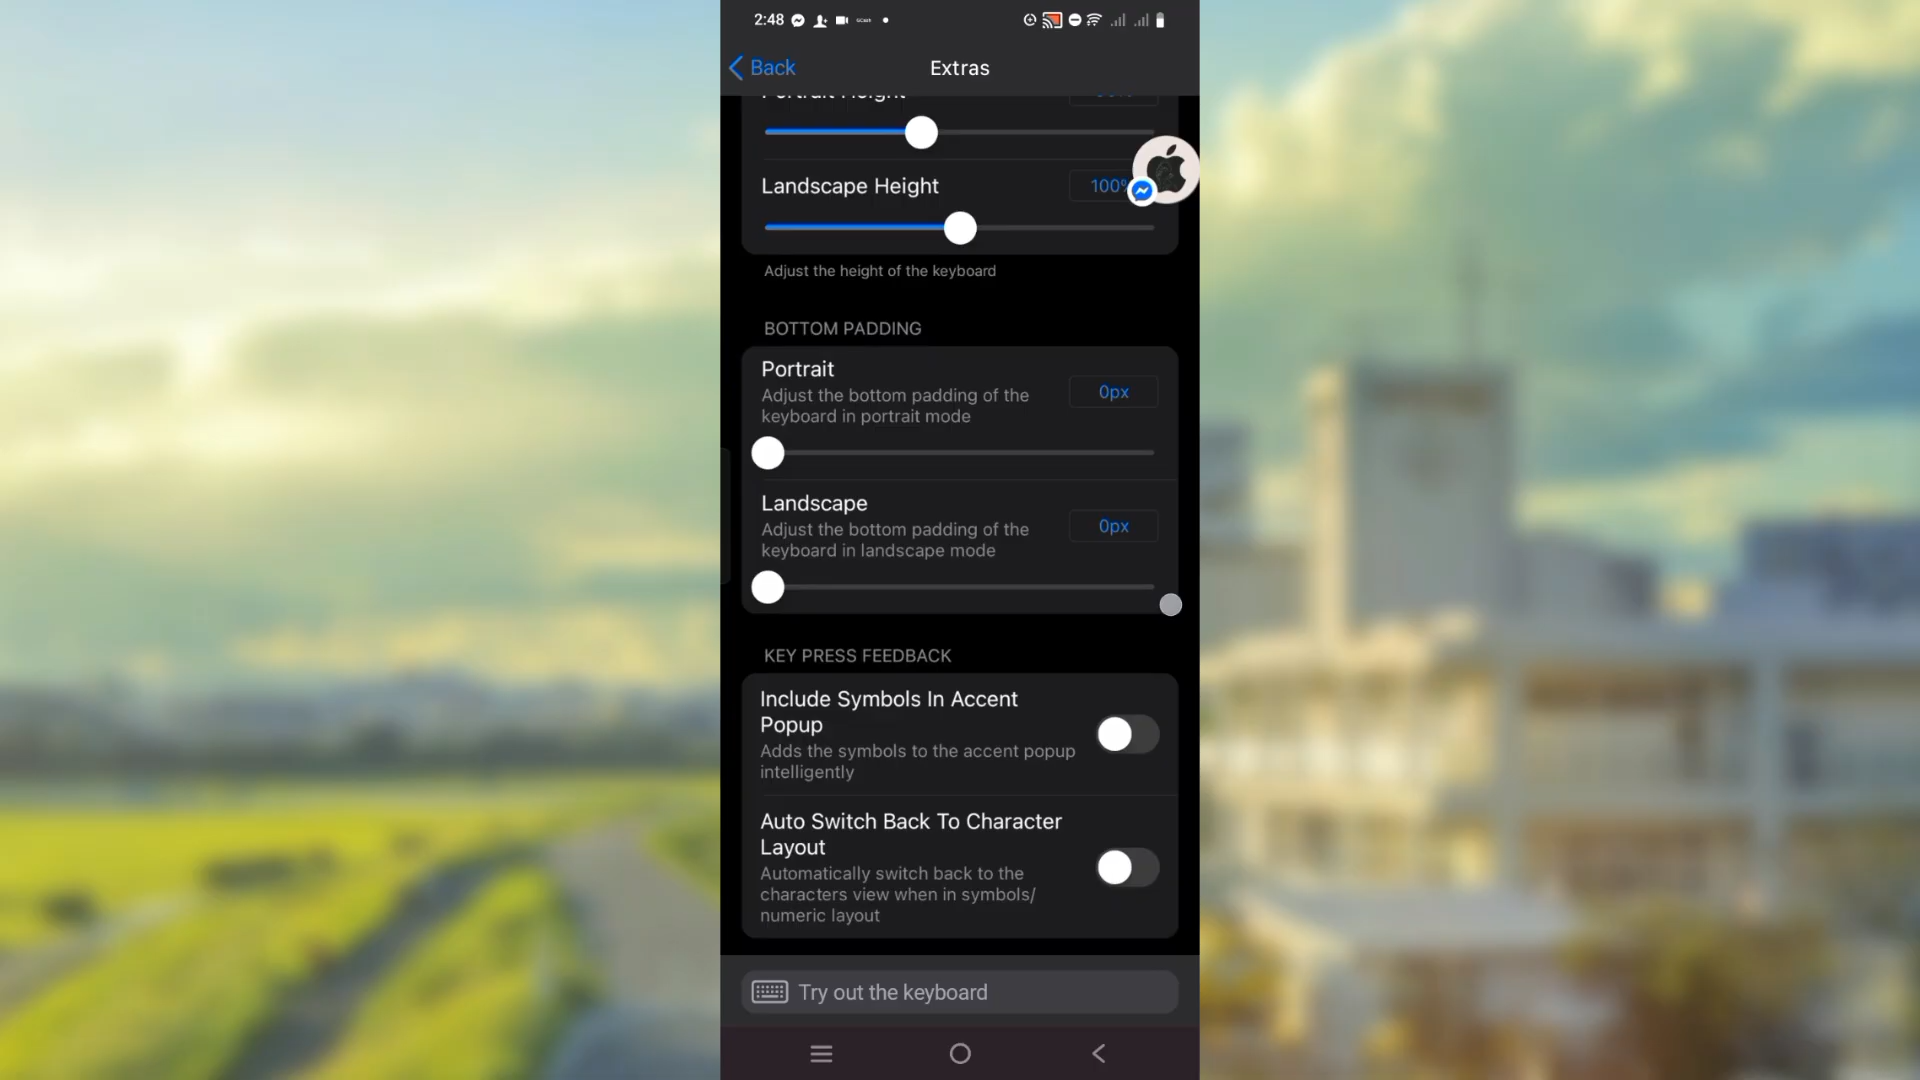 2:48
GCash
Back
Extras
Portrait Height
Landscape Height
100%
Adjust the height of the keyboard
BOTTOM PADDING
Portrait
0px
Adjust the bottom padding of the
keyboard in portrait mode
Landscape
0px
Adjust the bottom padding of the
keyboard in landscape mode
KEY PRESS FEEDBACK
Include Symbols In Accent
Popup
Adds the symbols to the accent popup
intelligently
Auto Switch Back To Character
Layout
Automatically switch back to the
characters view when in symbols/
numeric layout
Try out the keyboard